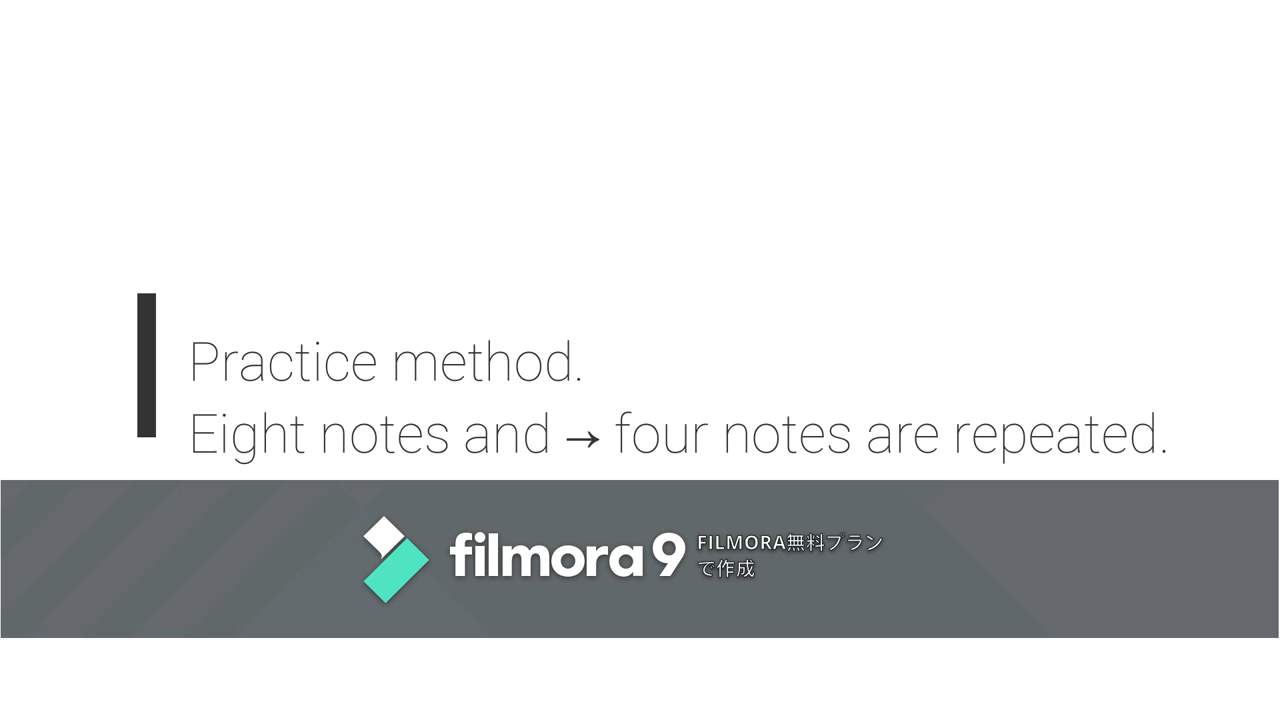 Practice method.
Eight notes and → four notes are repeated.
filmora 9
FILMORA無料プラン
で作成